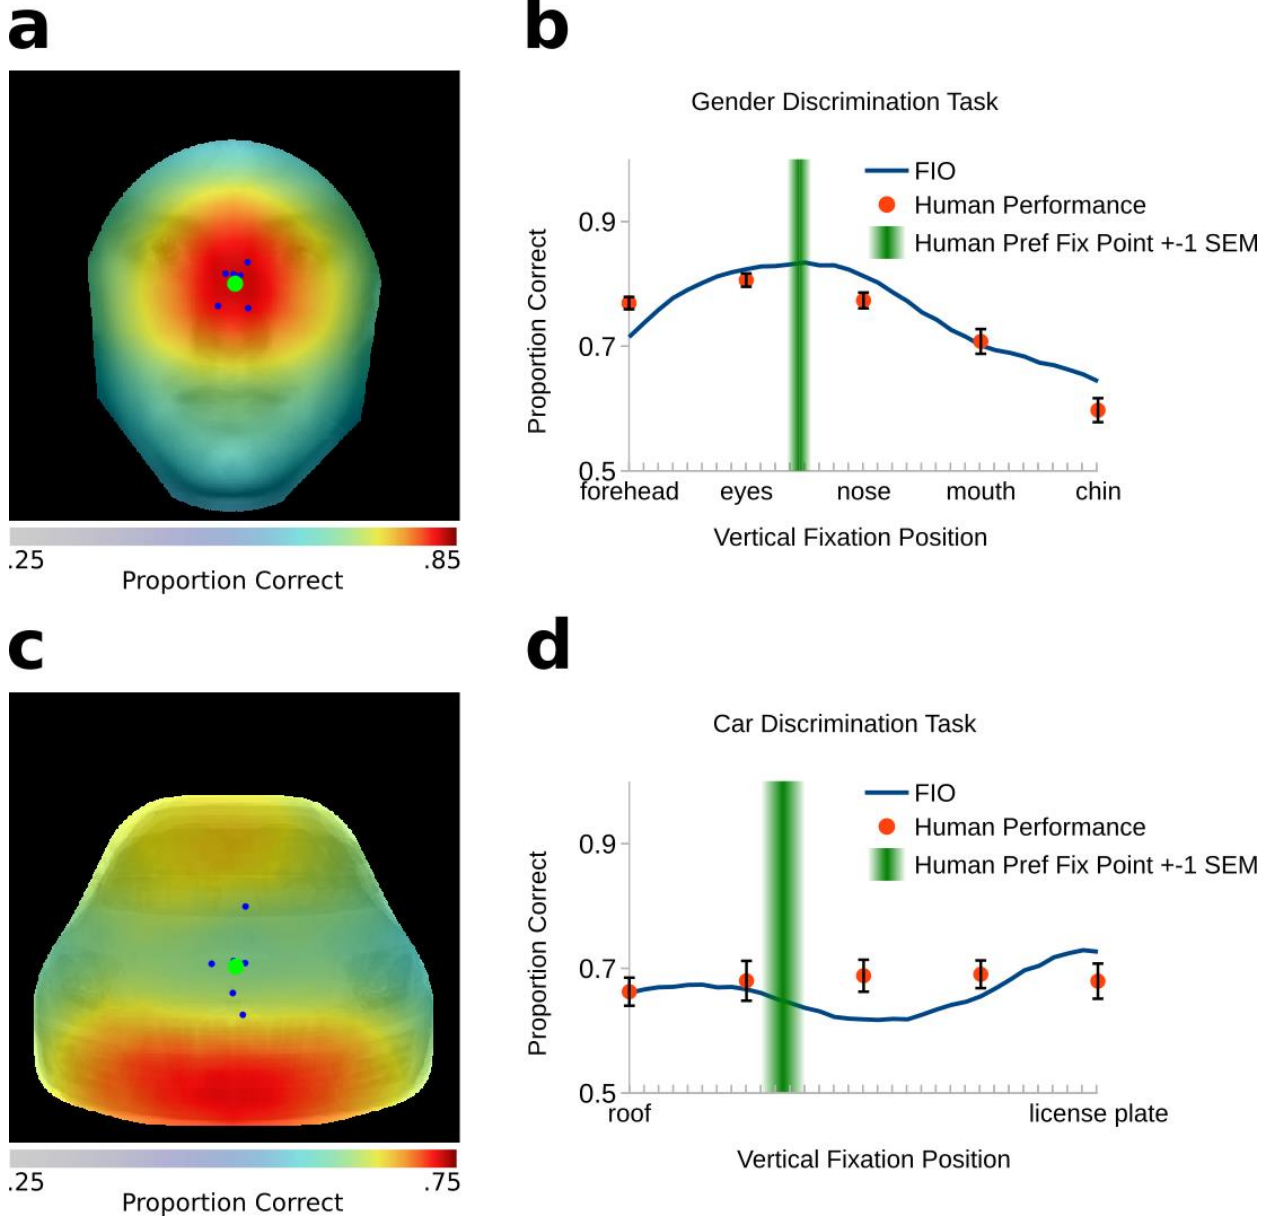 a
.25
.85
Proportion Correct
b
Gender Discrimination Task
FIO
Human Performance
Human Pref Fix Point +-1 SEM
Proportion Correct
0.9
0.7
0.5
forehead eyes nose mouth chin
Vertical Fixation Position
c
.25
.75
Proportion Correct
d
Car Discrimination Task
FIO
Human Performance
Human Pref Fix Point +-1 SEM
Proportion Correct
0.9
0.7
0.5
roof license plate
Vertical Fixation Position